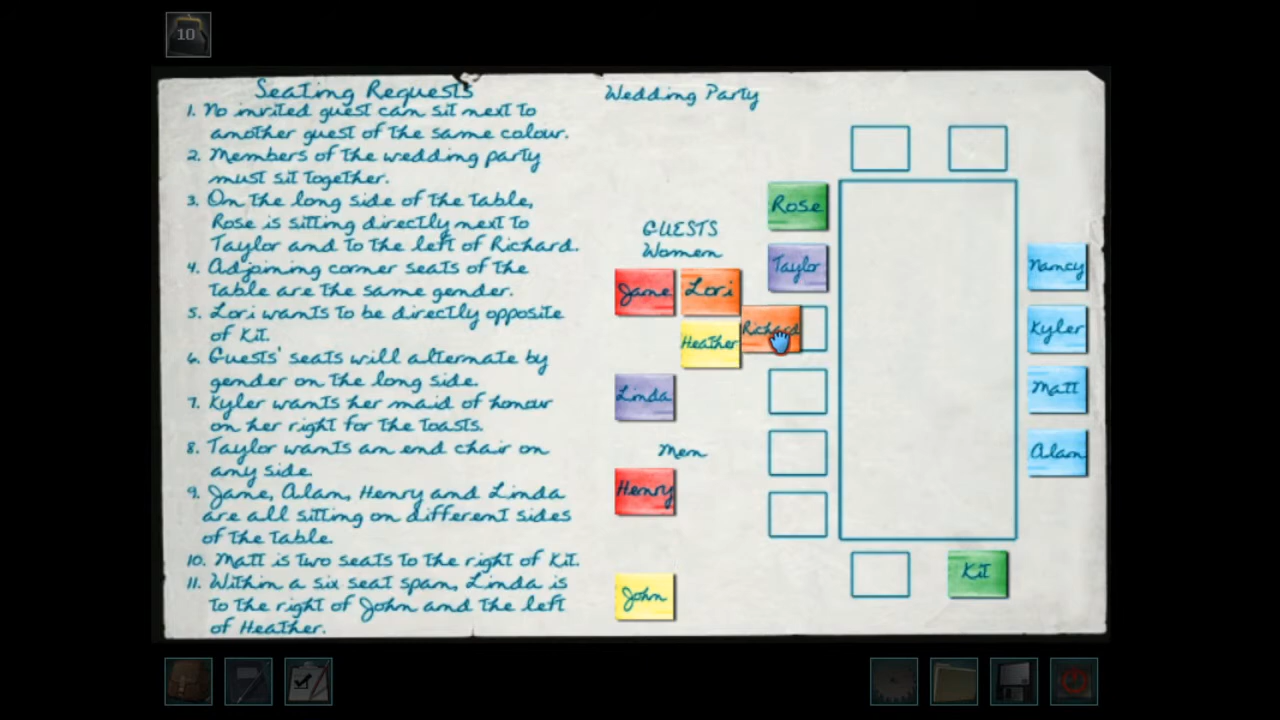 10
Seating Requests
1. No invited guest can sit next to
another guest of the same colour.
2. Members of the wedding party
must sit together.
3. On the long side of the table,
Rose is sitting directly next to
Taylor and to the left of Richard.
4. Adjoining corner seats of the
table are the same gender.
5. Lori wants to be directly opposite
of Kit.
6. Guests' seats will alternate by
gender on the long side.
7. Kyler wants her maid of honour
on her right for the toasts.
8. Taylor wants an end chair on
any side.
9. Jane, Alan, Henry and Linda
are all sitting on different sides
of the table.
10. Matt is two seats to the right of Kit.
11. Within a six seat span, Linda is
to the right of John and the left
of Heather.
Wedding Party
GUESTS
Women
Jane
Lori
Heather
Linda
Men
Henry
John
Rose
Taylor
Richard
Nancy
Kyler
Matt
Alan
Kit